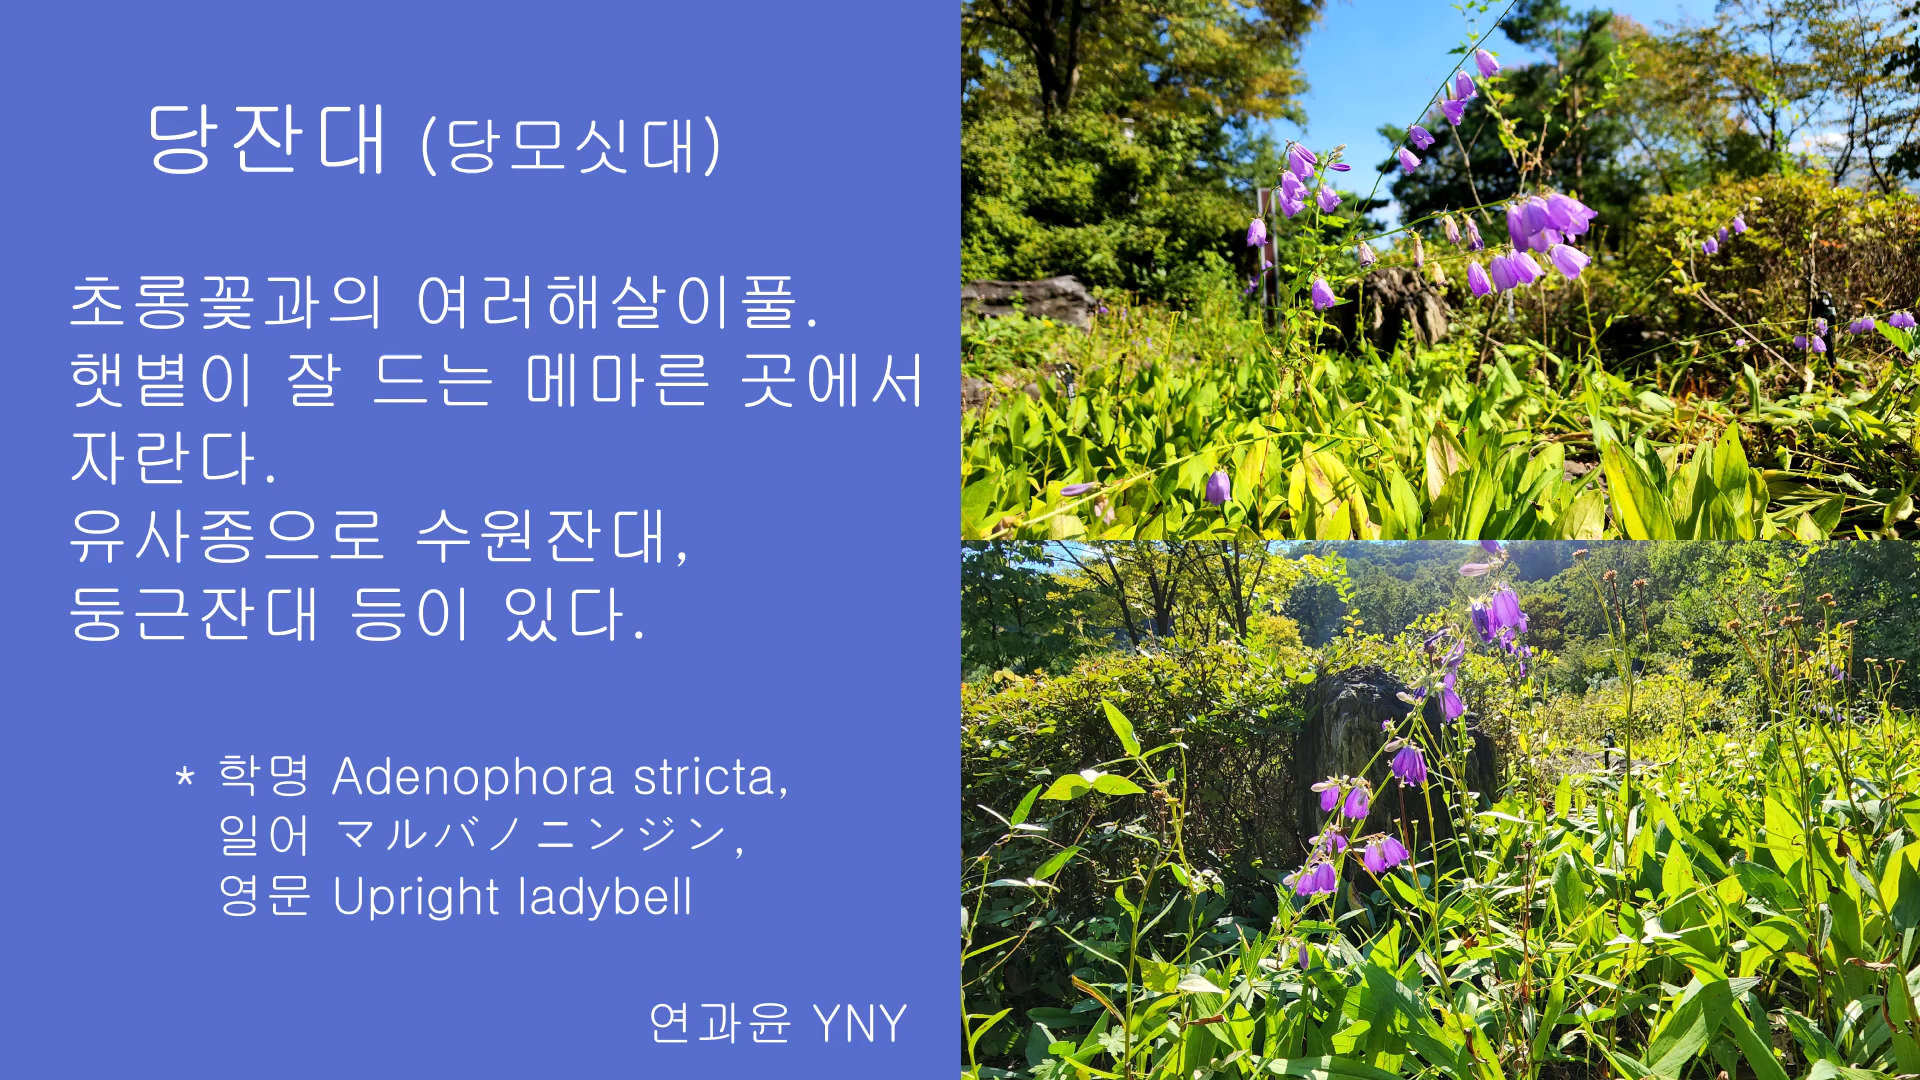 당잔대 (당모싯대)
초롱꽃과의 여러해살이풀.
햇볕이 잘 드는 메마른 곳에서
자란다.
유사종으로 수원잔대,
둥근잔대 등이 있다.
* 학명 Adenophora stricta,
일어 マルバノニンジン,
영문 Upright ladybell
연과윤 YNY